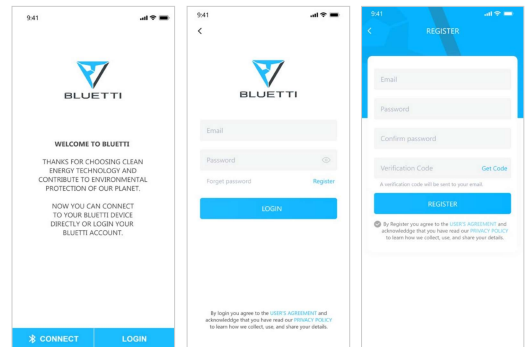 9:41
BLUETTI
WELCOME TO BLUETTI
THANKS FOR CHOOSING CLEAN
ENERGY TECHNOLOGY AND
CONTRIBUTE TO ENVIRONMENTAL
PROTECTION OF OUR PLANET.
NOW YOU CAN CONNECT
TO YOUR BLUETTI DEVICE
DIRECTLY OR LOGIN YOUR
BLUETTI ACCOUNT.
CONNECT
LOGIN
9:41
BLUETTI
Email
Password
Forget password
Register
LOGIN
By login you agree to the USER'S AGREEMENT and
acknowleddge that you have read our PRIVACY POLICY
to learn how we collect, use, and share your details.
9:41
REGISTER
Email
Password
Confirm password
Verification Code
Get Code
A verification code will be sent to your email.
REGISTER
By Register you agree to the USER'S AGREEMENT and
acknowleddge that you have read our PRIVACY POLICY
to learn how we collect, use, and share your details.